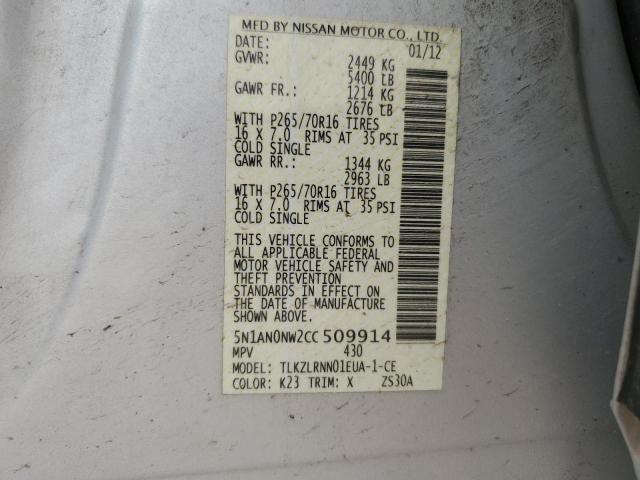 MFD BY NISSAN MOTOR CO., LTD.
DATE: 01/12
GVWR: 2449 KG
5400 LB
GAWR FR.: 1214 KG
2676 LB
WITH P265/70R16 TIRES
16 X 7.0 RIMS AT 35 PSI
COLD SINGLE
GAWR RR.: 1344 KG
2963 LB
WITH P265/70R16 TIRES
16 X 7.0 RIMS AT 35 PSI
COLD SINGLE
THIS VEHICLE CONFORMS TO
ALL APPLICABLE FEDERAL
MOTOR VEHICLE SAFETY AND
THEFT PREVENTION
STANDARDS IN EFFECT ON
THE DATE OF MANUFACTURE
SHOWN ABOVE.
5N1AN0NW2CC 509914
MPV 430
MODEL: TLKZLRNN01EUA-1-CE
COLOR: K23 TRIM: X ZS30A